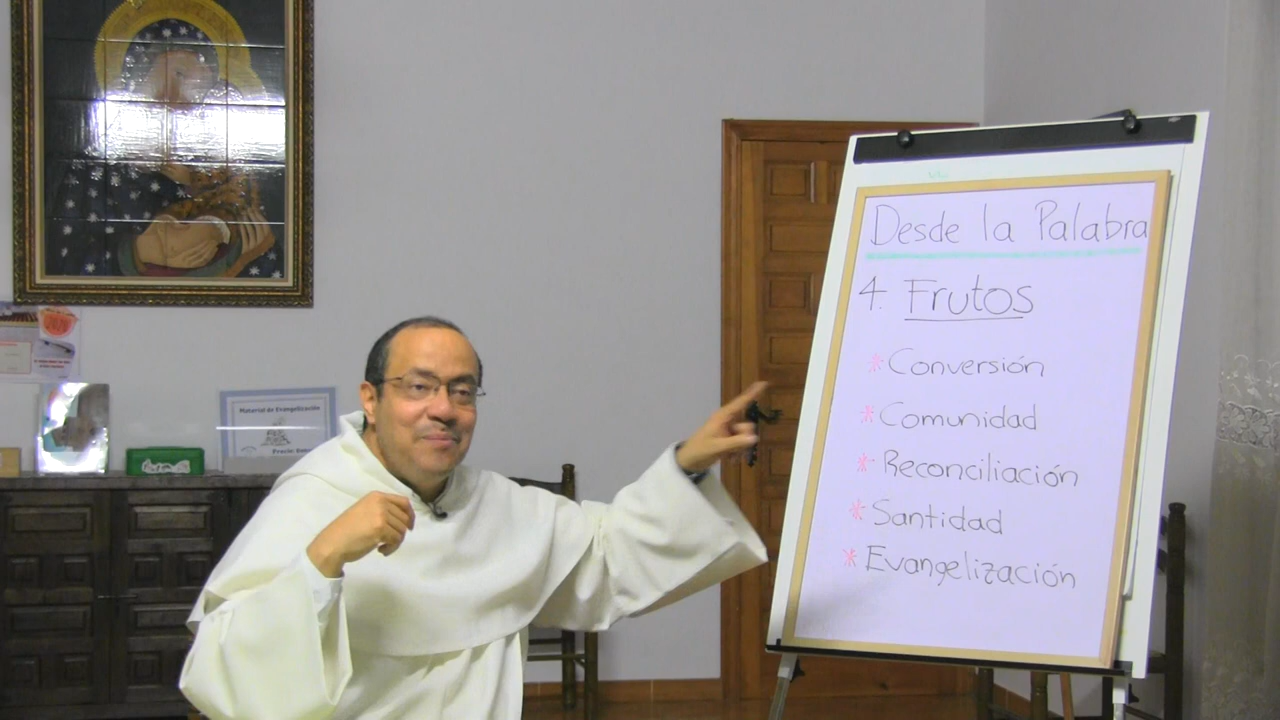 Desde la Palabra
4. Frutos
* Conversión
* Comunidad
* Reconciliación
* Santidad
* Evangelización
Material de Evangelización